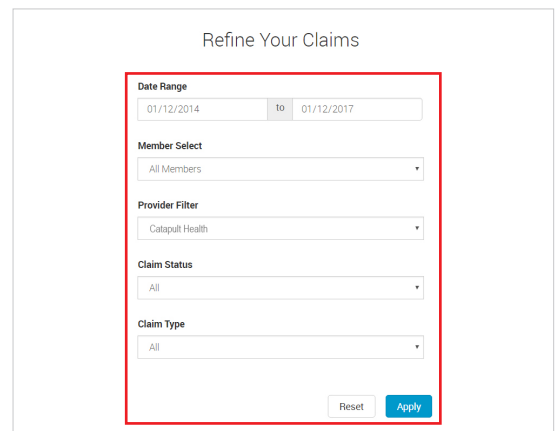 Refine Your Claims
Date Range
01/12/2014 to 01/12/2017
Member Select
All Members
Provider Filter
Catapult Health
Claim Status
All
Claim Type
All
Reset Apply